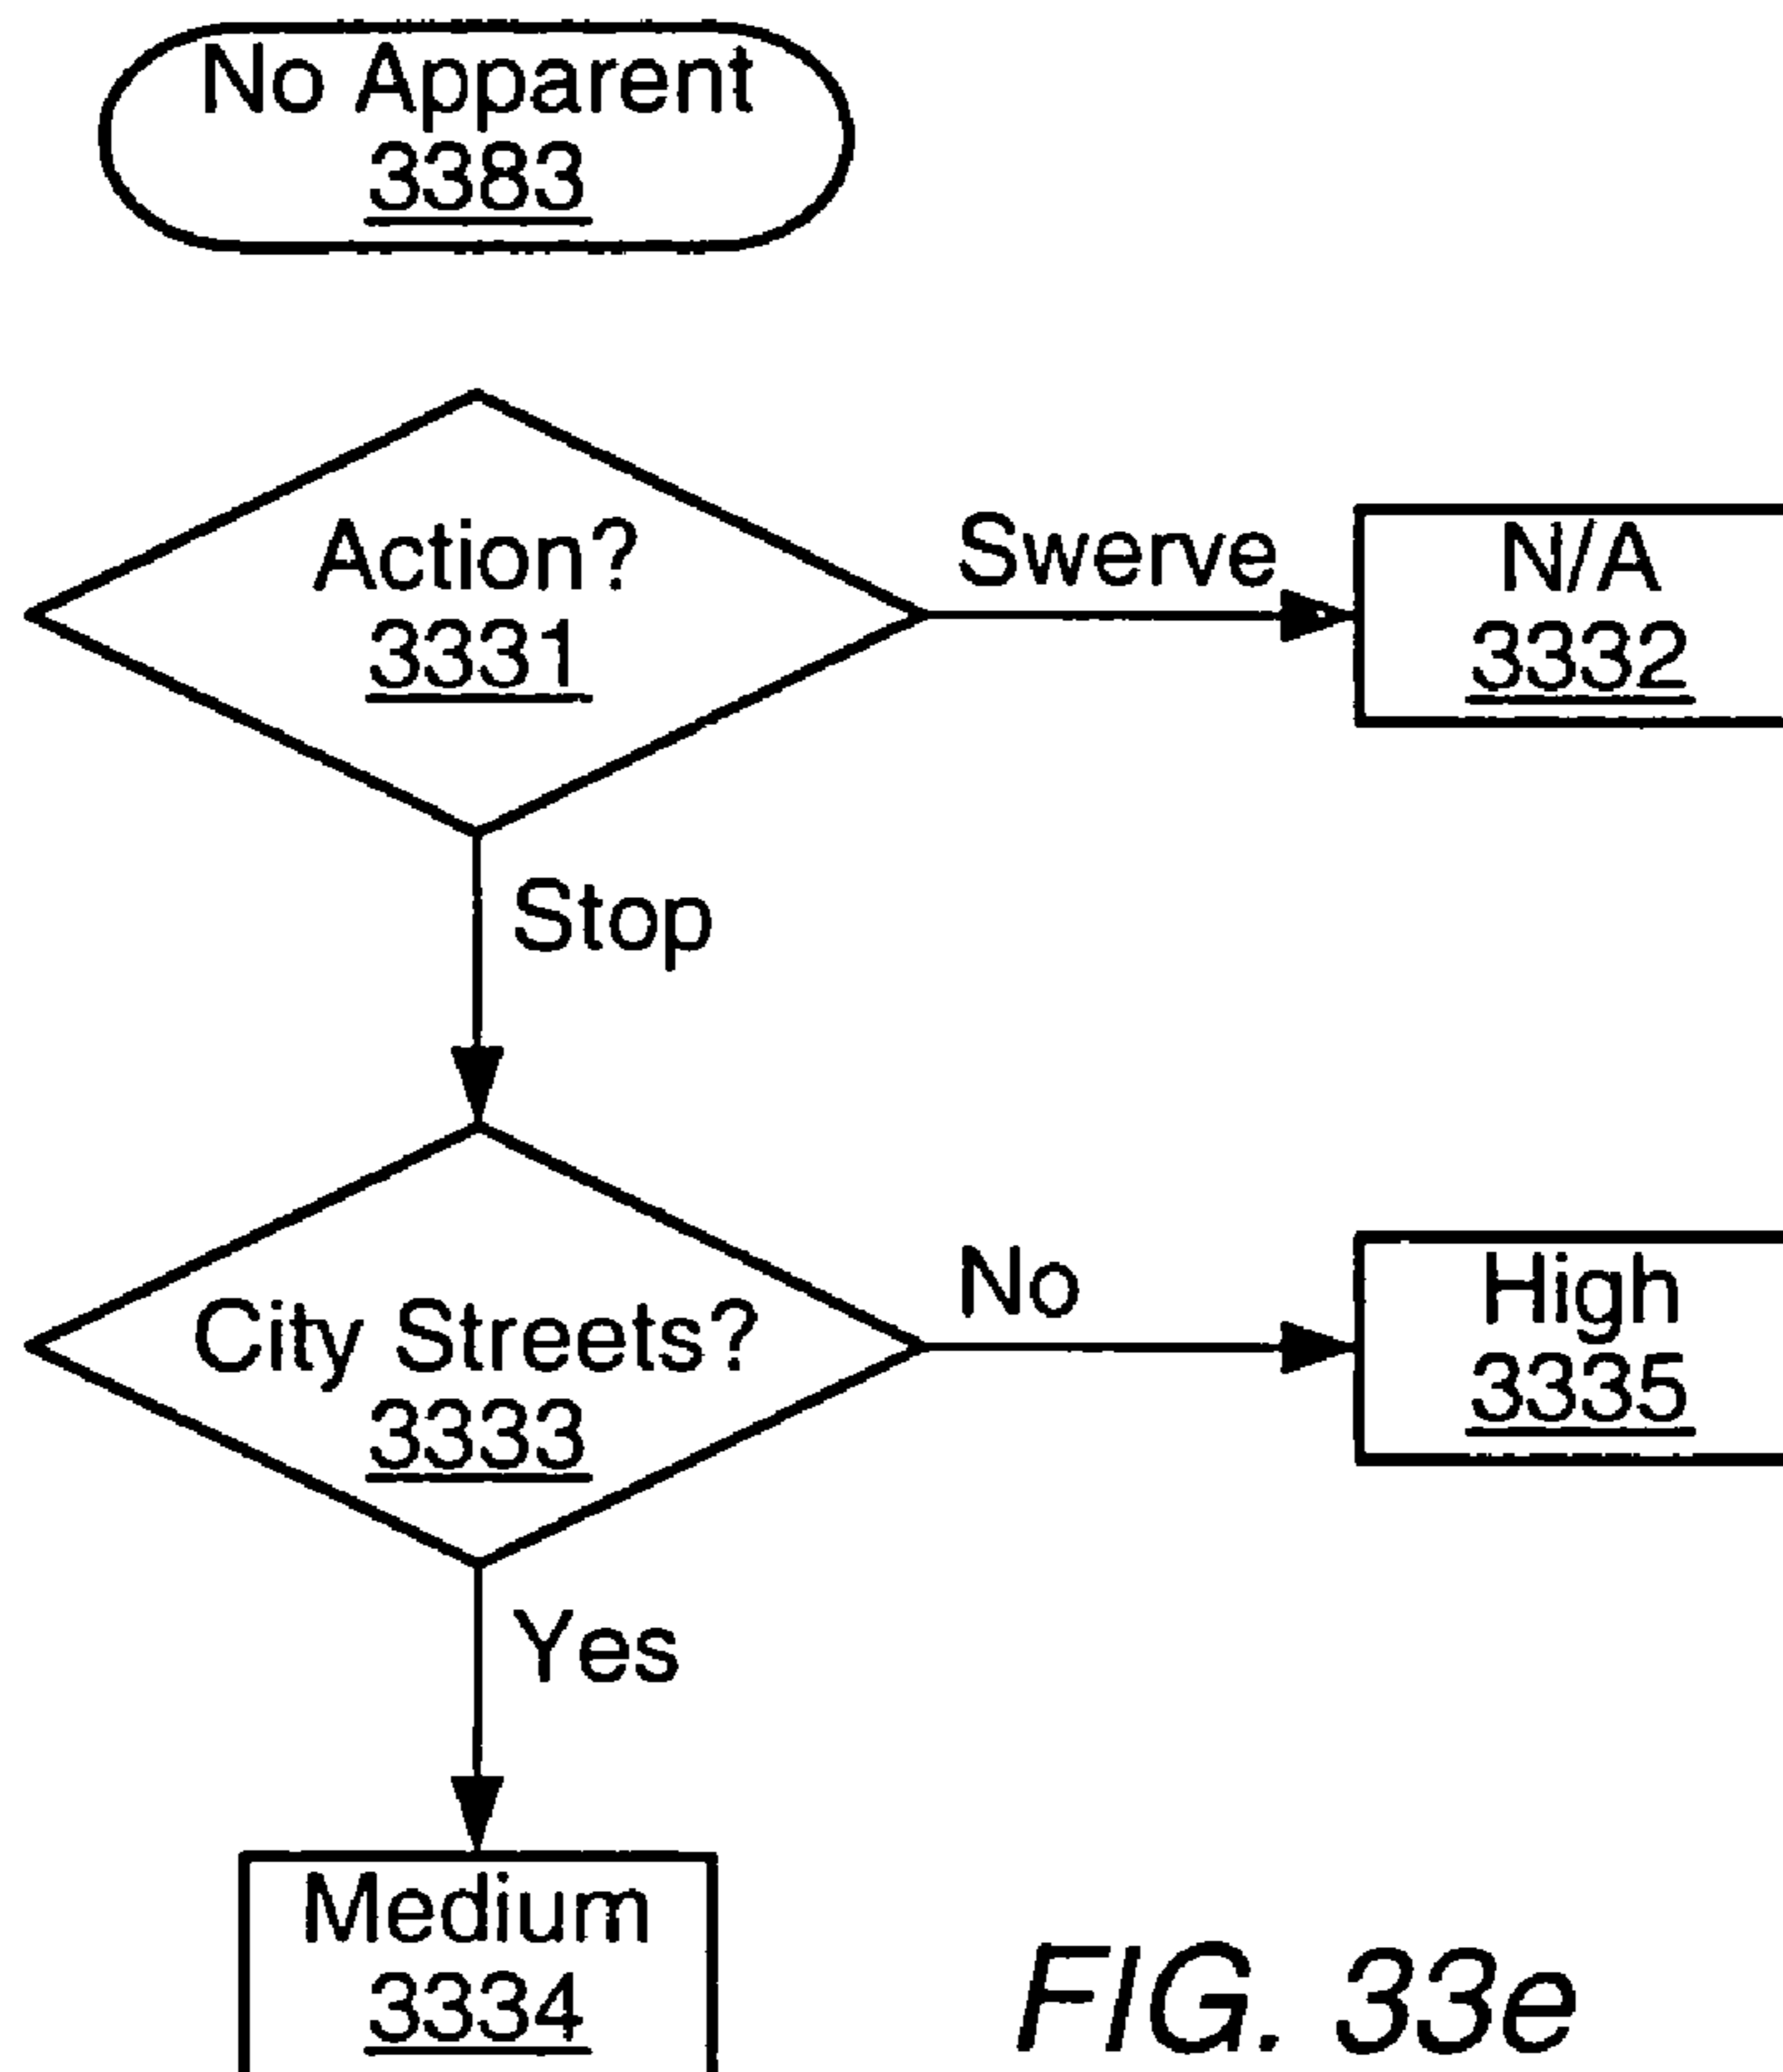 No Apparent
3383
Action?
3331
Swerve
N/A
3332
Stop
City Streets?
3333
No
High
3335
Yes
Medium
3334
FIG. 33e